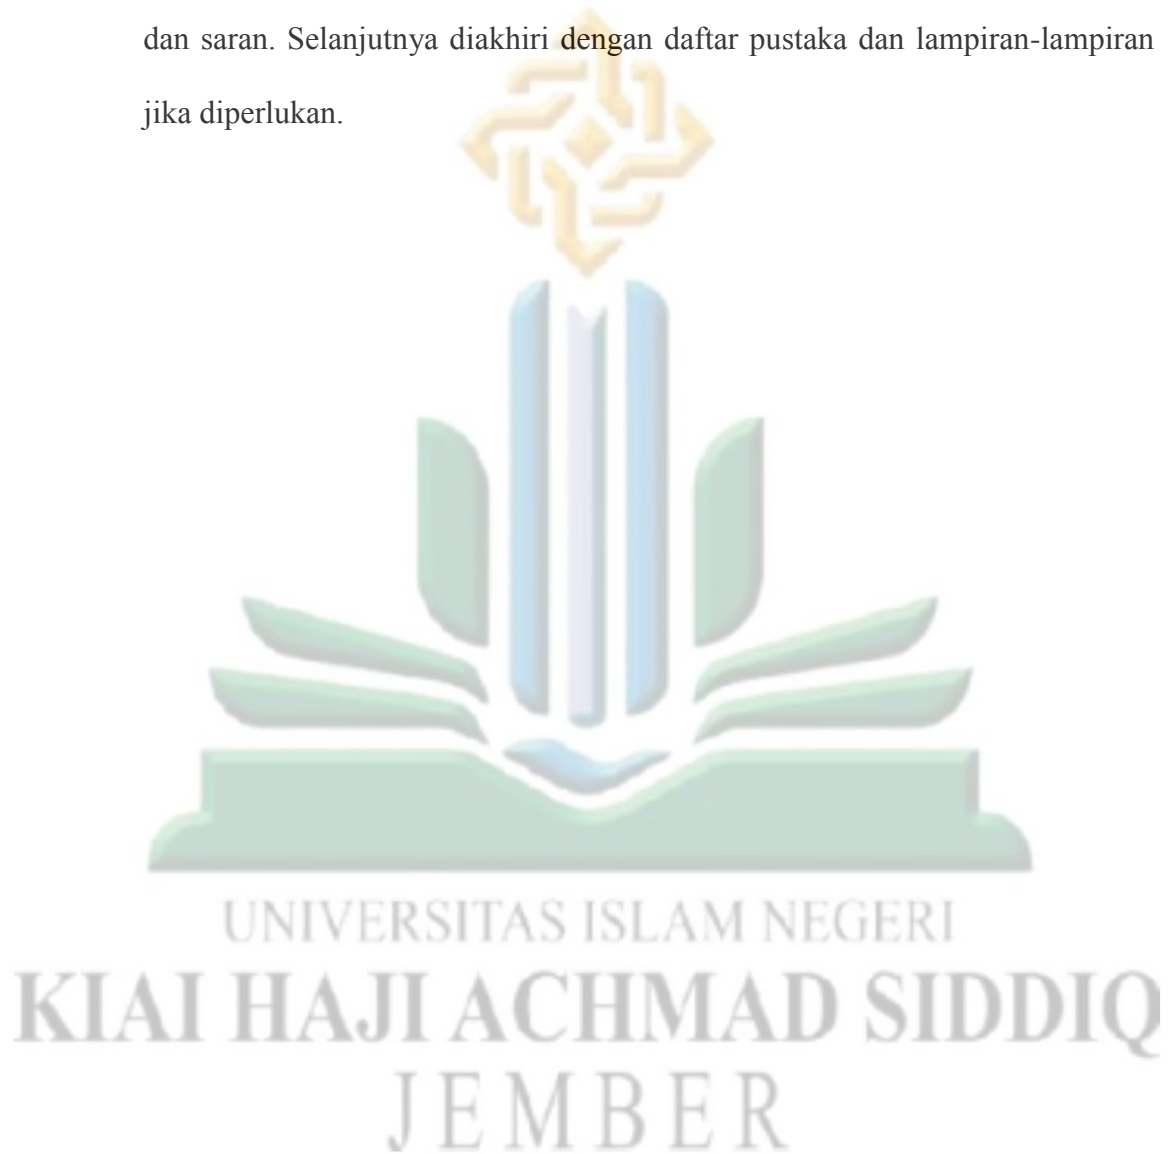 dan saran. Selanjutnya diakhiri dengan daftar pustaka dan lampiran-lampiran
jika diperlukan.
UNIVERSITAS ISLAM NEGERI
KIAI HAJI ACHMAD SIDDIQ
JEMBER